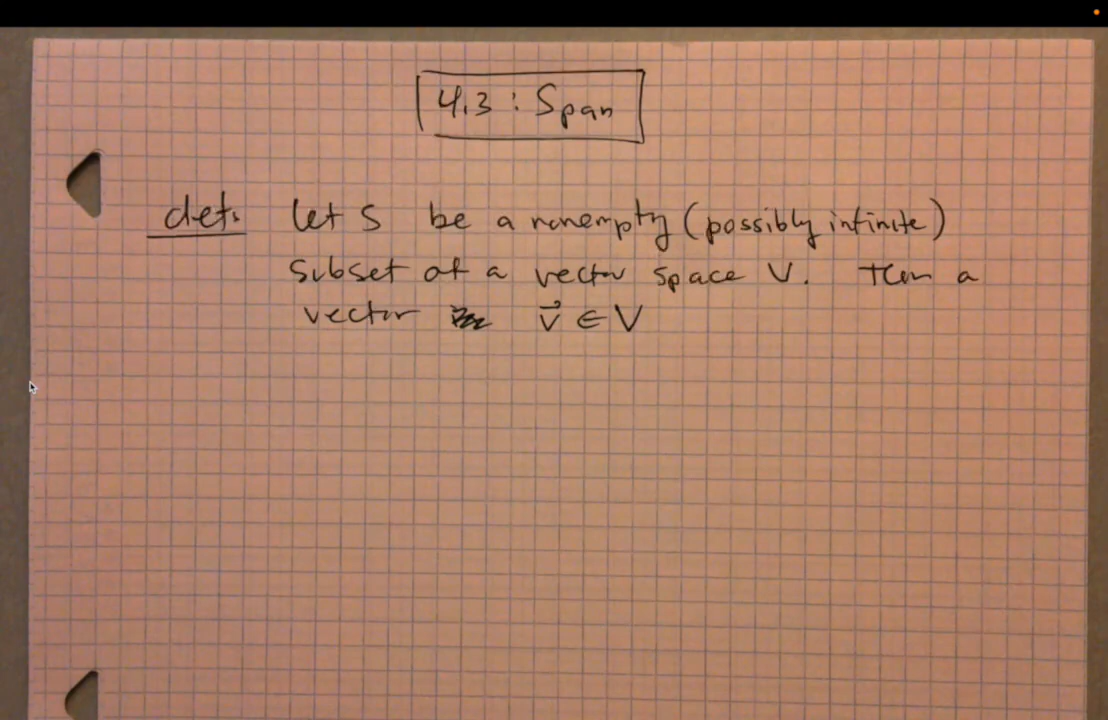 4.3 : Span
def. Let S be a nonempty (possibly infinite)
subset of a vector space V. Then a
vector v⃗ ∈ V